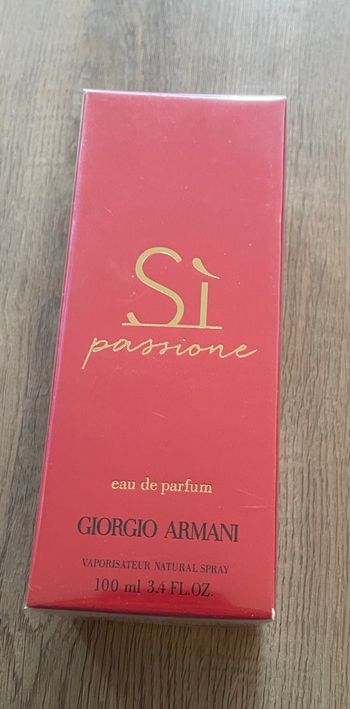 Sì
passione
eau de parfum
GIORGIO ARMANI
VAPORISATEUR NATURAL SPRAY
100 ml 3.4 FL.OZ.